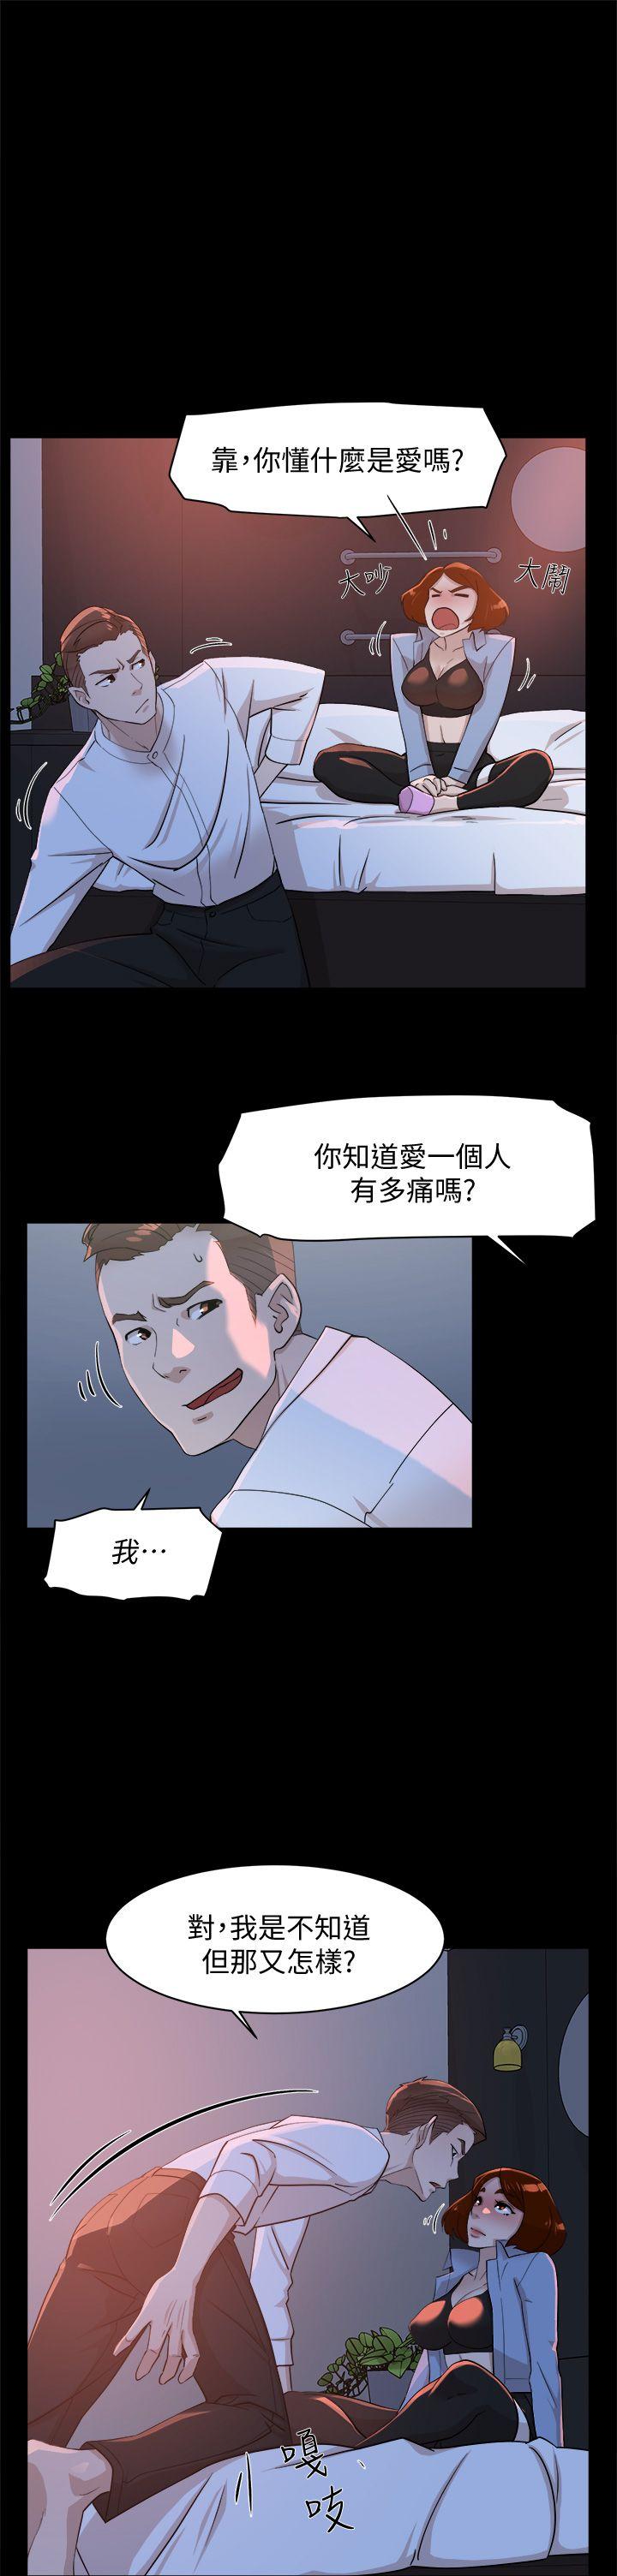 靠，你懂什麼是愛嗎?
大吵
大鬧
你知道愛一個人
有多痛嗎?
我…
對，我是不知道
但那又怎樣?
嘎
吱